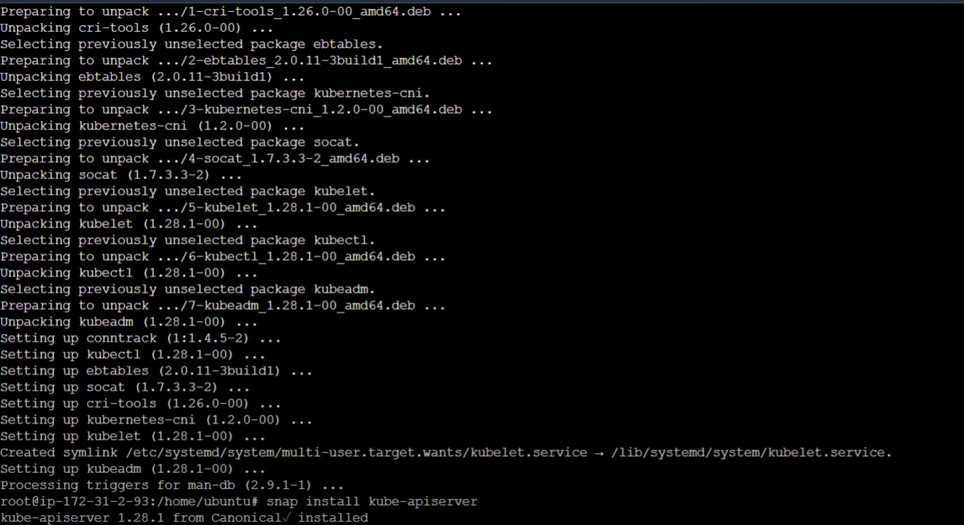 Preparing to unpack .../1-cri-tools_1.26.0-00_amd64.deb ...
Unpacking cri-tools (1.26.0-00) ...
Selecting previously unselected package ebtables.
Preparing to unpack .../2-ebtables_2.0.11-3build1_amd64.deb ...
Unpacking ebtables (2.0.11-3build1) ...
Selecting previously unselected package kubernetes-cni.
Preparing to unpack .../3-kubernetes-cni_1.2.0-00_amd64.deb ...
Unpacking kubernetes-cni (1.2.0-00) ...
Selecting previously unselected package socat.
Preparing to unpack .../4-socat_1.7.3.3-2_amd64.deb ...
Unpacking socat (1.7.3.3-2) ...
Selecting previously unselected package kubelet.
Preparing to unpack .../5-kubelet_1.28.1-00_amd64.deb ...
Unpacking kubelet (1.28.1-00) ...
Selecting previously unselected package kubectl.
Preparing to unpack .../6-kubectl_1.28.1-00_amd64.deb ...
Unpacking kubectl (1.28.1-00) ...
Selecting previously unselected package kubeadm.
Preparing to unpack .../7-kubeadm_1.28.1-00_amd64.deb ...
Unpacking kubeadm (1.28.1-00) ...
Setting up conntrack (1:1.4.5-2) ...
Setting up kubectl (1.28.1-00) ...
Setting up ebtables (2.0.11-3build1) ...
Setting up socat (1.7.3.3-2) ...
Setting up cri-tools (1.26.0-00) ...
Setting up kubernetes-cni (1.2.0-00) ...
Setting up kubelet (1.28.1-00) ...
Created symlink /etc/systemd/system/multi-user.target.wants/kubelet.service → /lib/systemd/system/kubelet.service.
Setting up kubeadm (1.28.1-00) ...
Processing triggers for man-db (2.9.1-1) ...
root@ip-172-31-2-93:/home/ubuntu# snap install kube-apiserver
kube-apiserver 1.28.1 from Canonical✓ installed